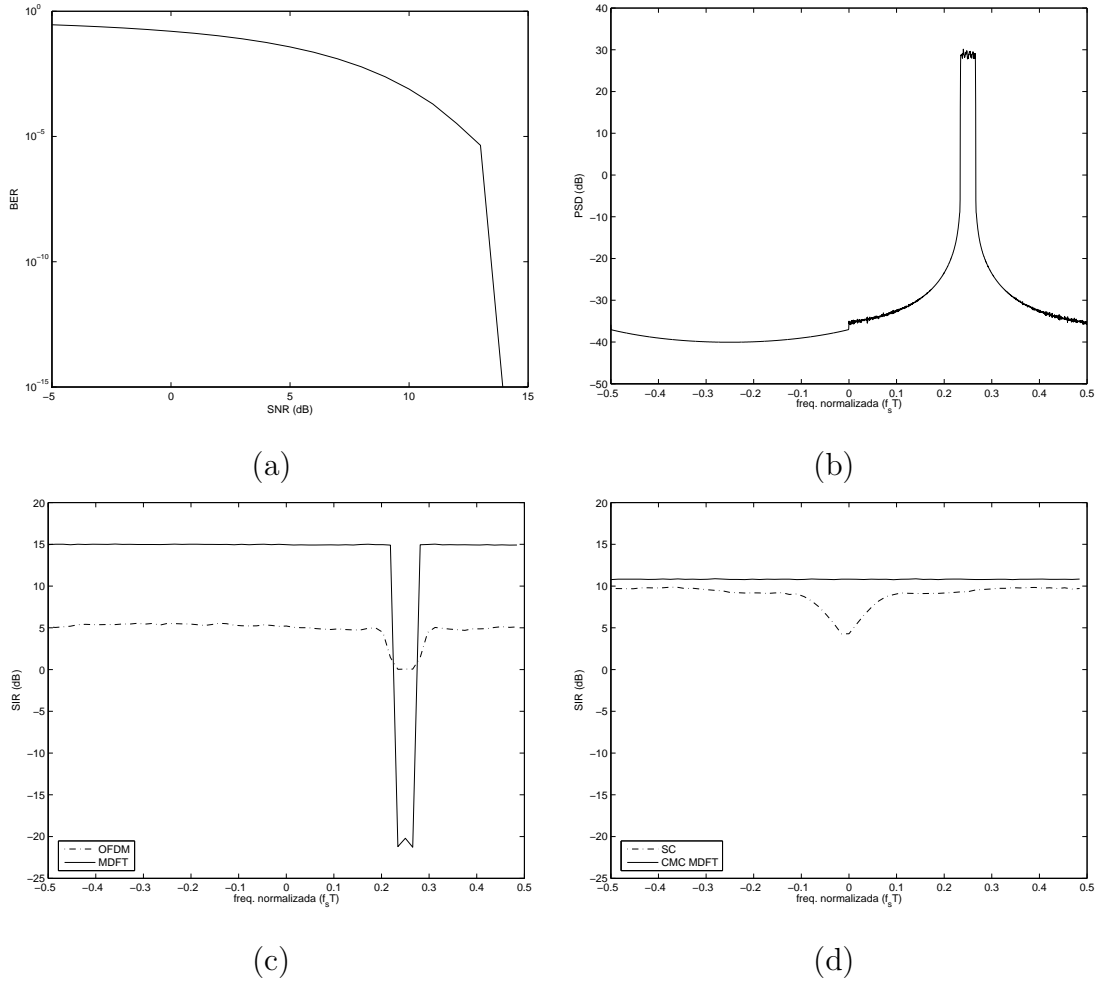 10^0
10^−5
10^−10
10^−15
BER
−5 0 5 10 15
SNR (dB)
(a)
40
30
20
10
0
−10
−20
−30
−40
−50
PSD (dB)
−0.5 −0.4 −0.3 −0.2 −0.1 0 0.1 0.2 0.3 0.4 0.5
freq. normalizada (f_sT)
(b)
20
15
10
5
0
−5
−10
−15
−20
−25
SIR (dB)
OFDM
MDFT
−0.5 −0.4 −0.3 −0.2 −0.1 0 0.1 0.2 0.3 0.4 0.5
freq. normalizada (f_sT)
(c)
20
15
10
5
0
−5
−10
−15
−20
−25
SIR (dB)
SC
CMC MDFT
−0.5 −0.4 −0.3 −0.2 −0.1 0 0.1 0.2 0.3 0.4 0.5
freq. normalizada (f_sT)
(d)